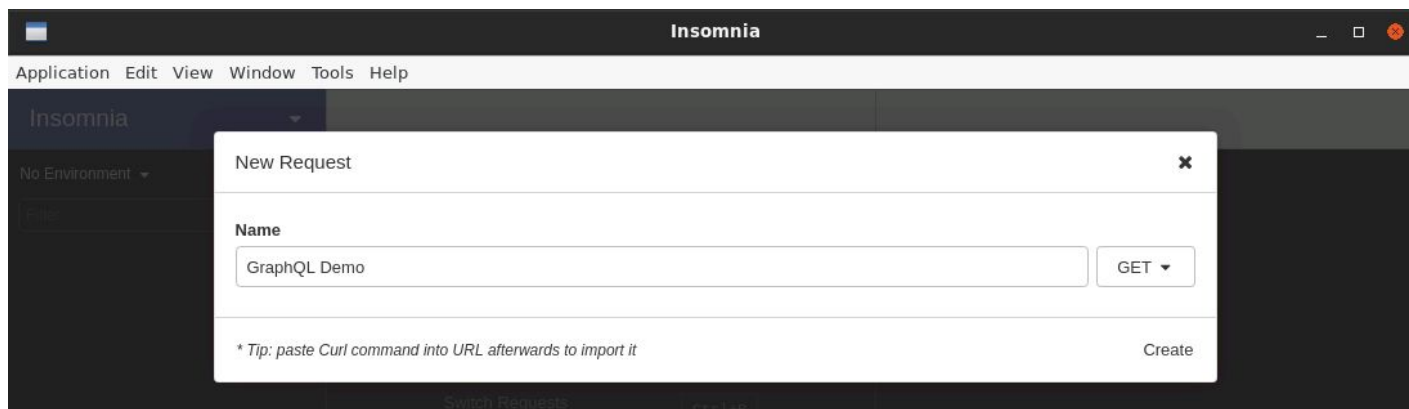 Insomnia
Application Edit View Window Tools Help
Insomnia
No Environment
Filter
New Request
Name
GraphQL Demo
GET
* Tip: paste Curl command into URL afterwards to import it
Create
Switch Requests